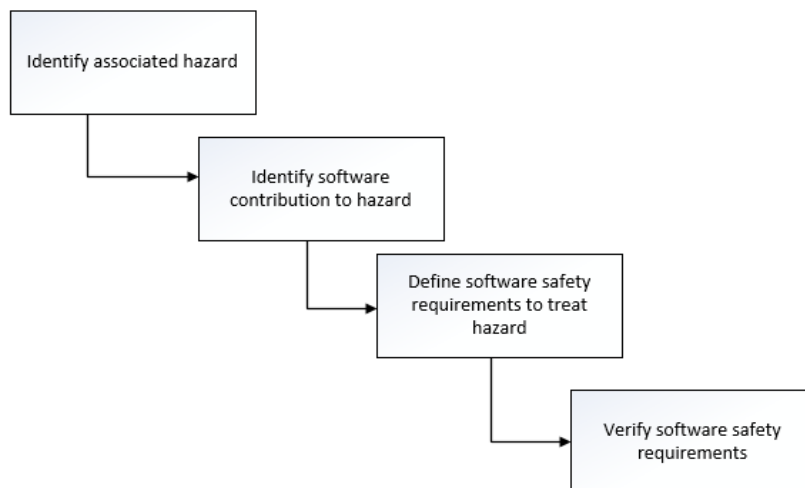 Identify associated hazard
Identify software
contribution to hazard
Define software safety
requirements to treat
hazard
Verify software safety
requirements